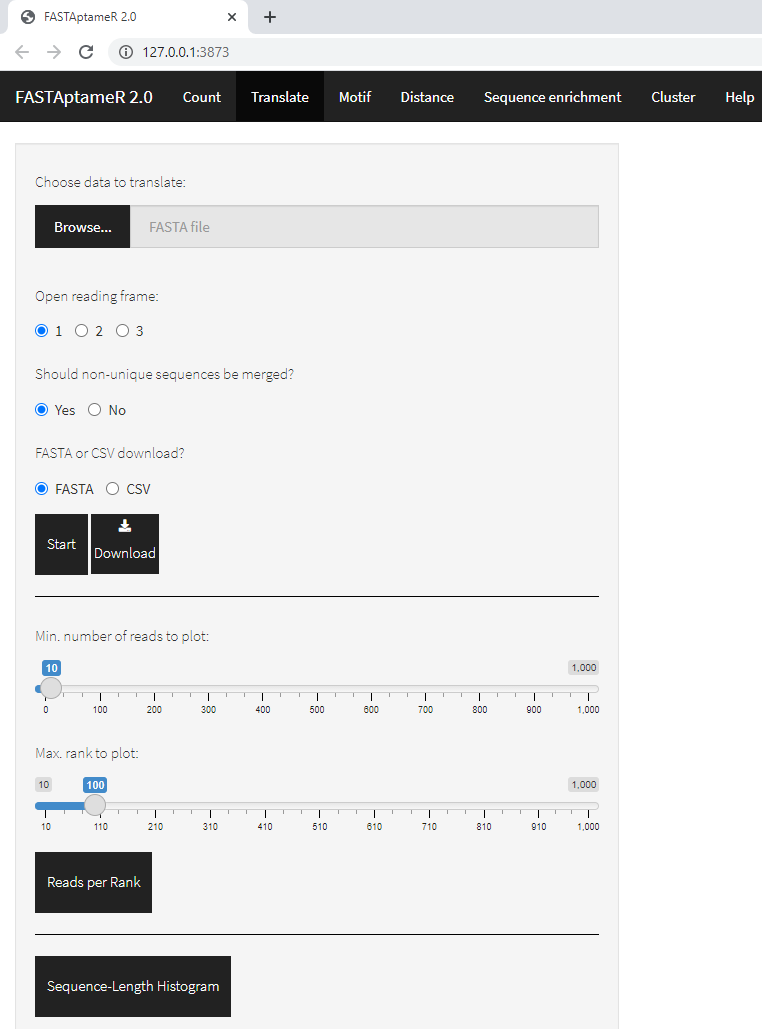 FASTAptameR 2.0
127.0.0.1:3873
FASTAptameR 2.0 Count Translate Motif Distance Sequence enrichment Cluster Help
Choose data to translate:
Browse... FASTA file
Open reading frame:
1 2 3
Should non-unique sequences be merged?
Yes No
FASTA or CSV download?
FASTA CSV
Start Download
Min. number of reads to plot:
10 1,000
0 100 200 300 400 500 600 700 800 900 1,000
Max. rank to plot:
10 100 1,000
10 110 210 310 410 510 610 710 810 910 1,000
Reads per Rank
Sequence-Length Histogram